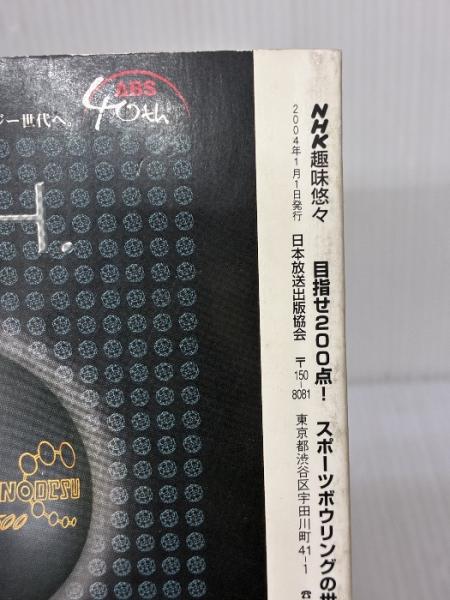 ABS
40th
ジー世代へ。
H.
NODESU
500
NHK趣味悠々 目指せ200点! スポーツボウリングの世
2004年1月1日発行 日本放送出版協会 〒150-8081 東京都渋谷区宇田川町41-1 ☎